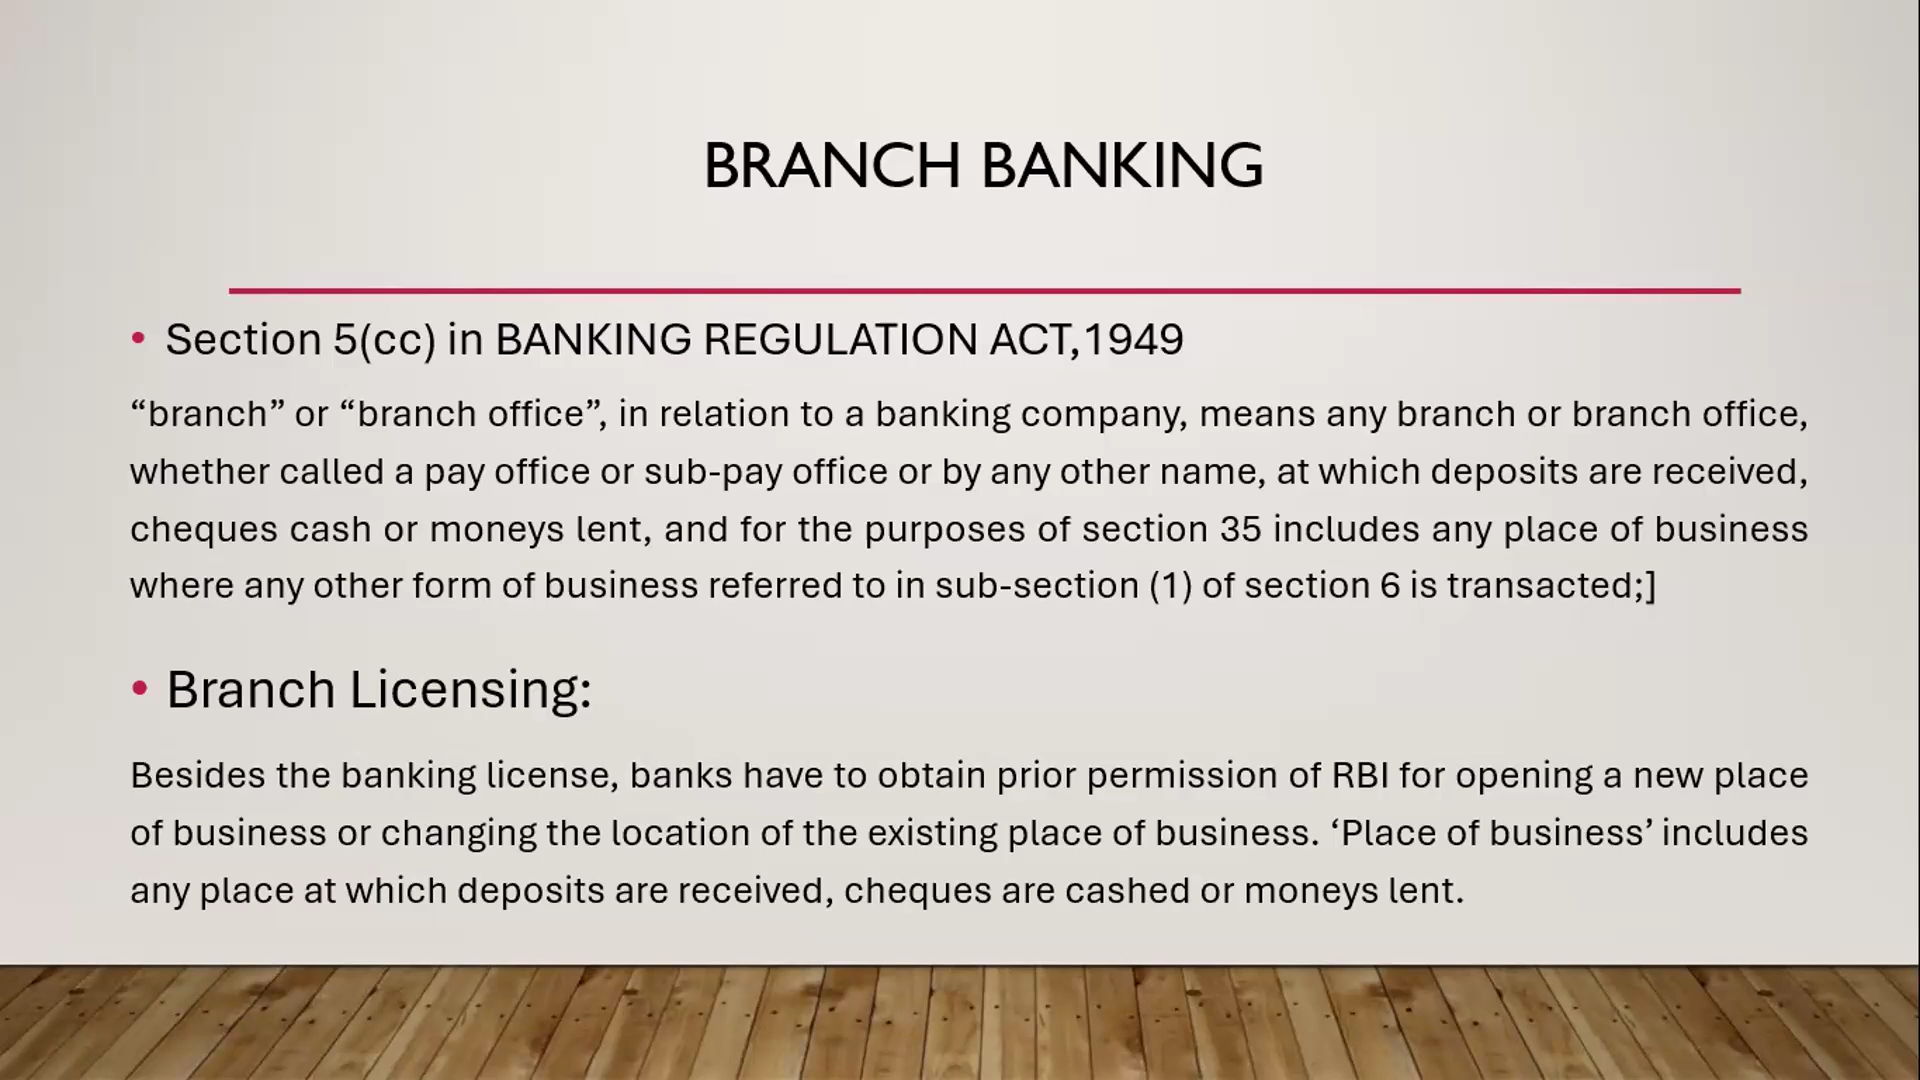 BRANCH BANKING
• Section 5(cc) in BANKING REGULATION ACT,1949
“branch” or “branch office”, in relation to a banking company, means any branch or branch office,
whether called a pay office or sub-pay office or by any other name, at which deposits are received,
cheques cash or moneys lent, and for the purposes of section 35 includes any place of business
where any other form of business referred to in sub-section (1) of section 6 is transacted;]
• Branch Licensing:
Besides the banking license, banks have to obtain prior permission of RBI for opening a new place
of business or changing the location of the existing place of business. ‘Place of business’ includes
any place at which deposits are received, cheques are cashed or moneys lent.